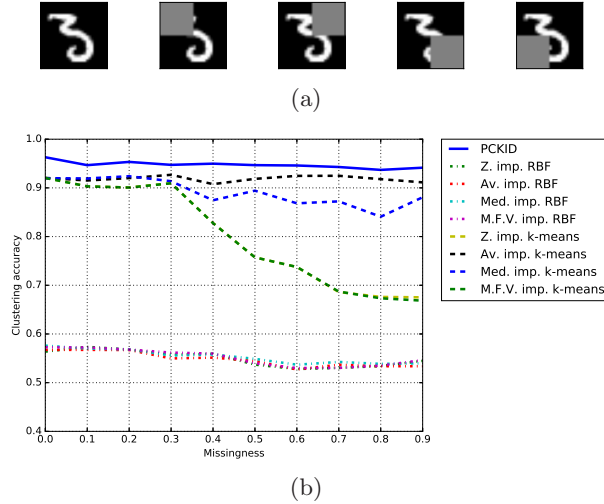 (a)
1.0
0.9
0.8
0.7
0.6
0.5
0.4
Clustering accuracy
0.0 0.1 0.2 0.3 0.4 0.5 0.6 0.7 0.8 0.9
Missingness
PCKID
Z. imp. RBF
Av. imp. RBF
Med. imp. RBF
M.F.V. imp. RBF
Z. imp. k-means
Av. imp. k-means
Med. imp. k-means
M.F.V. imp. k-means
(b)